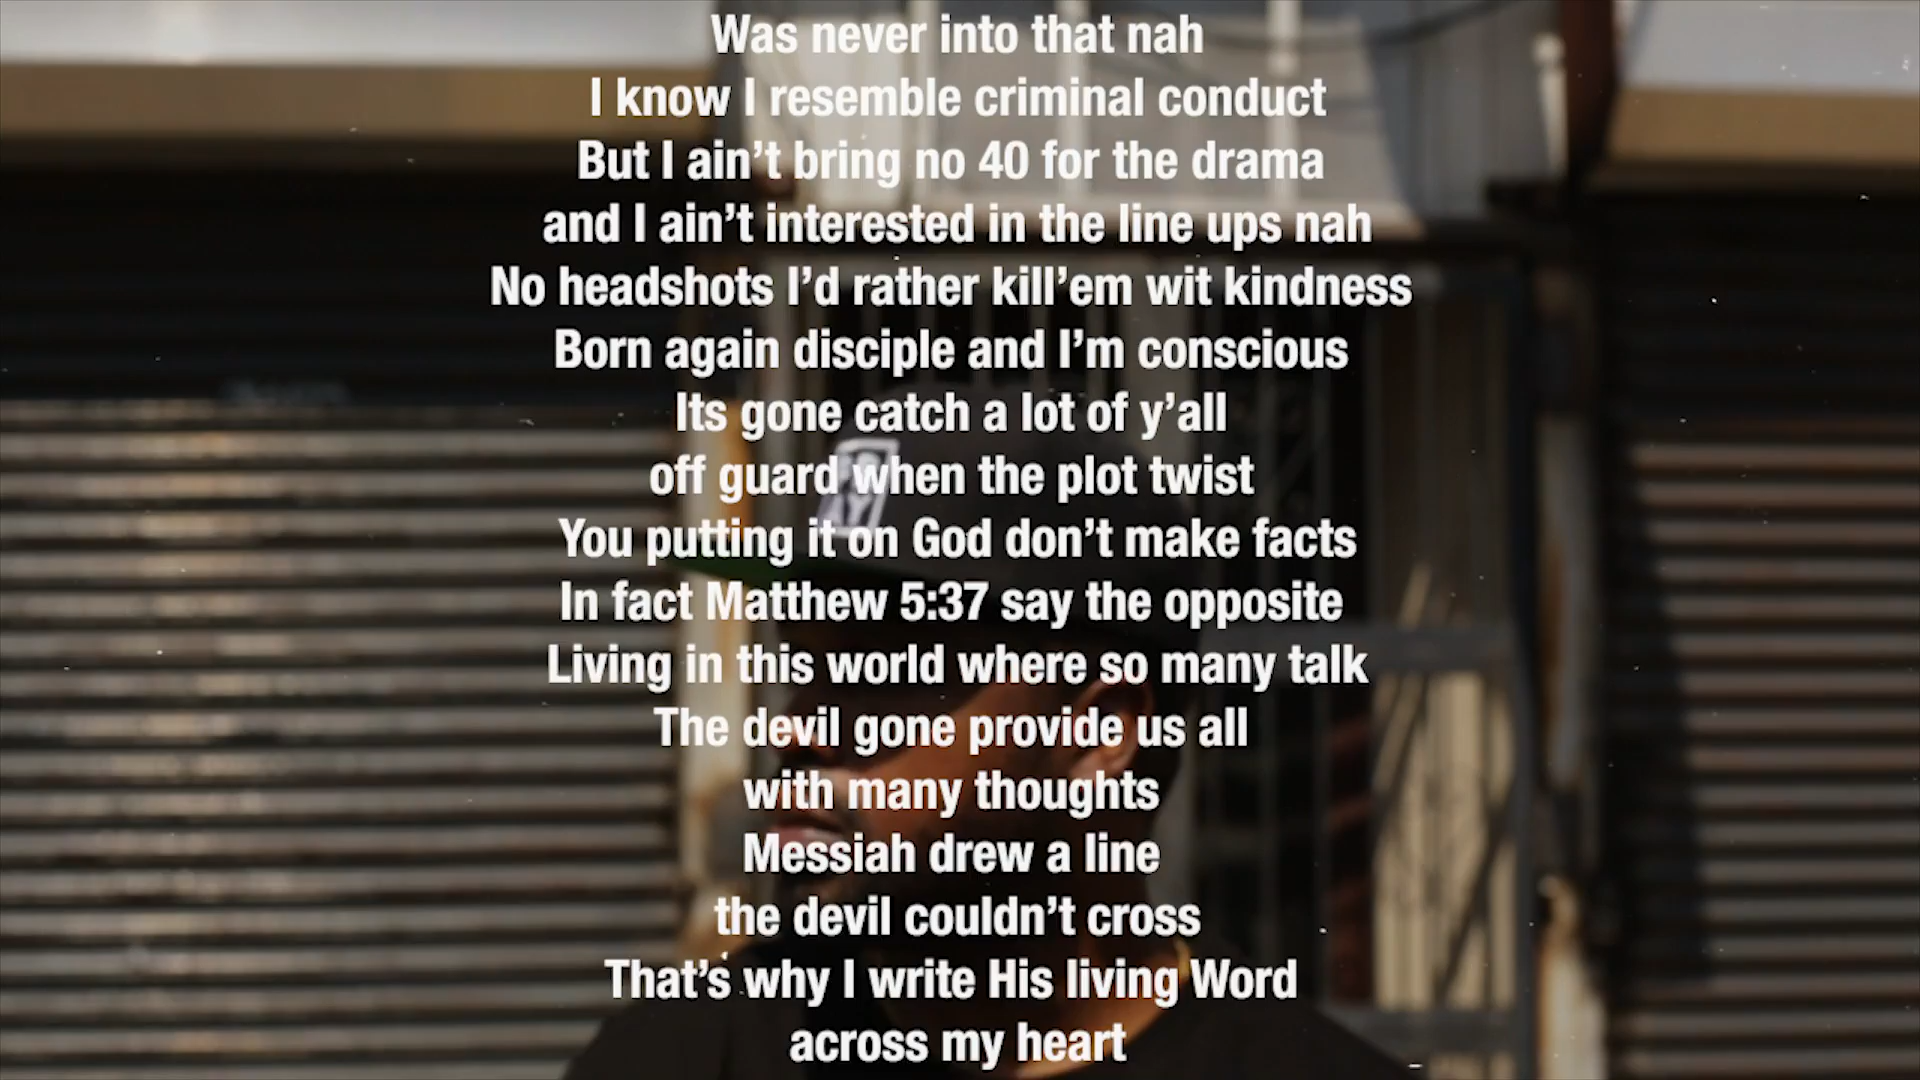 Was never into that nah
I know I resemble criminal conduct
But I ain't bring no 40 for the drama
and I ain't interested in the line ups nah
No headshots I'd rather kill'em wit kindness
Born again disciple and I'm conscious
Its gone catch a lot of y'all
off guard when the plot twist
You putting it on God don't make facts
In fact Matthew 5:37 say the opposite
Living in this world where so many talk
The devil gone provide us all
with many thoughts
Messiah drew a line
the devil couldn't cross
That's why I write His living Word
across my heart